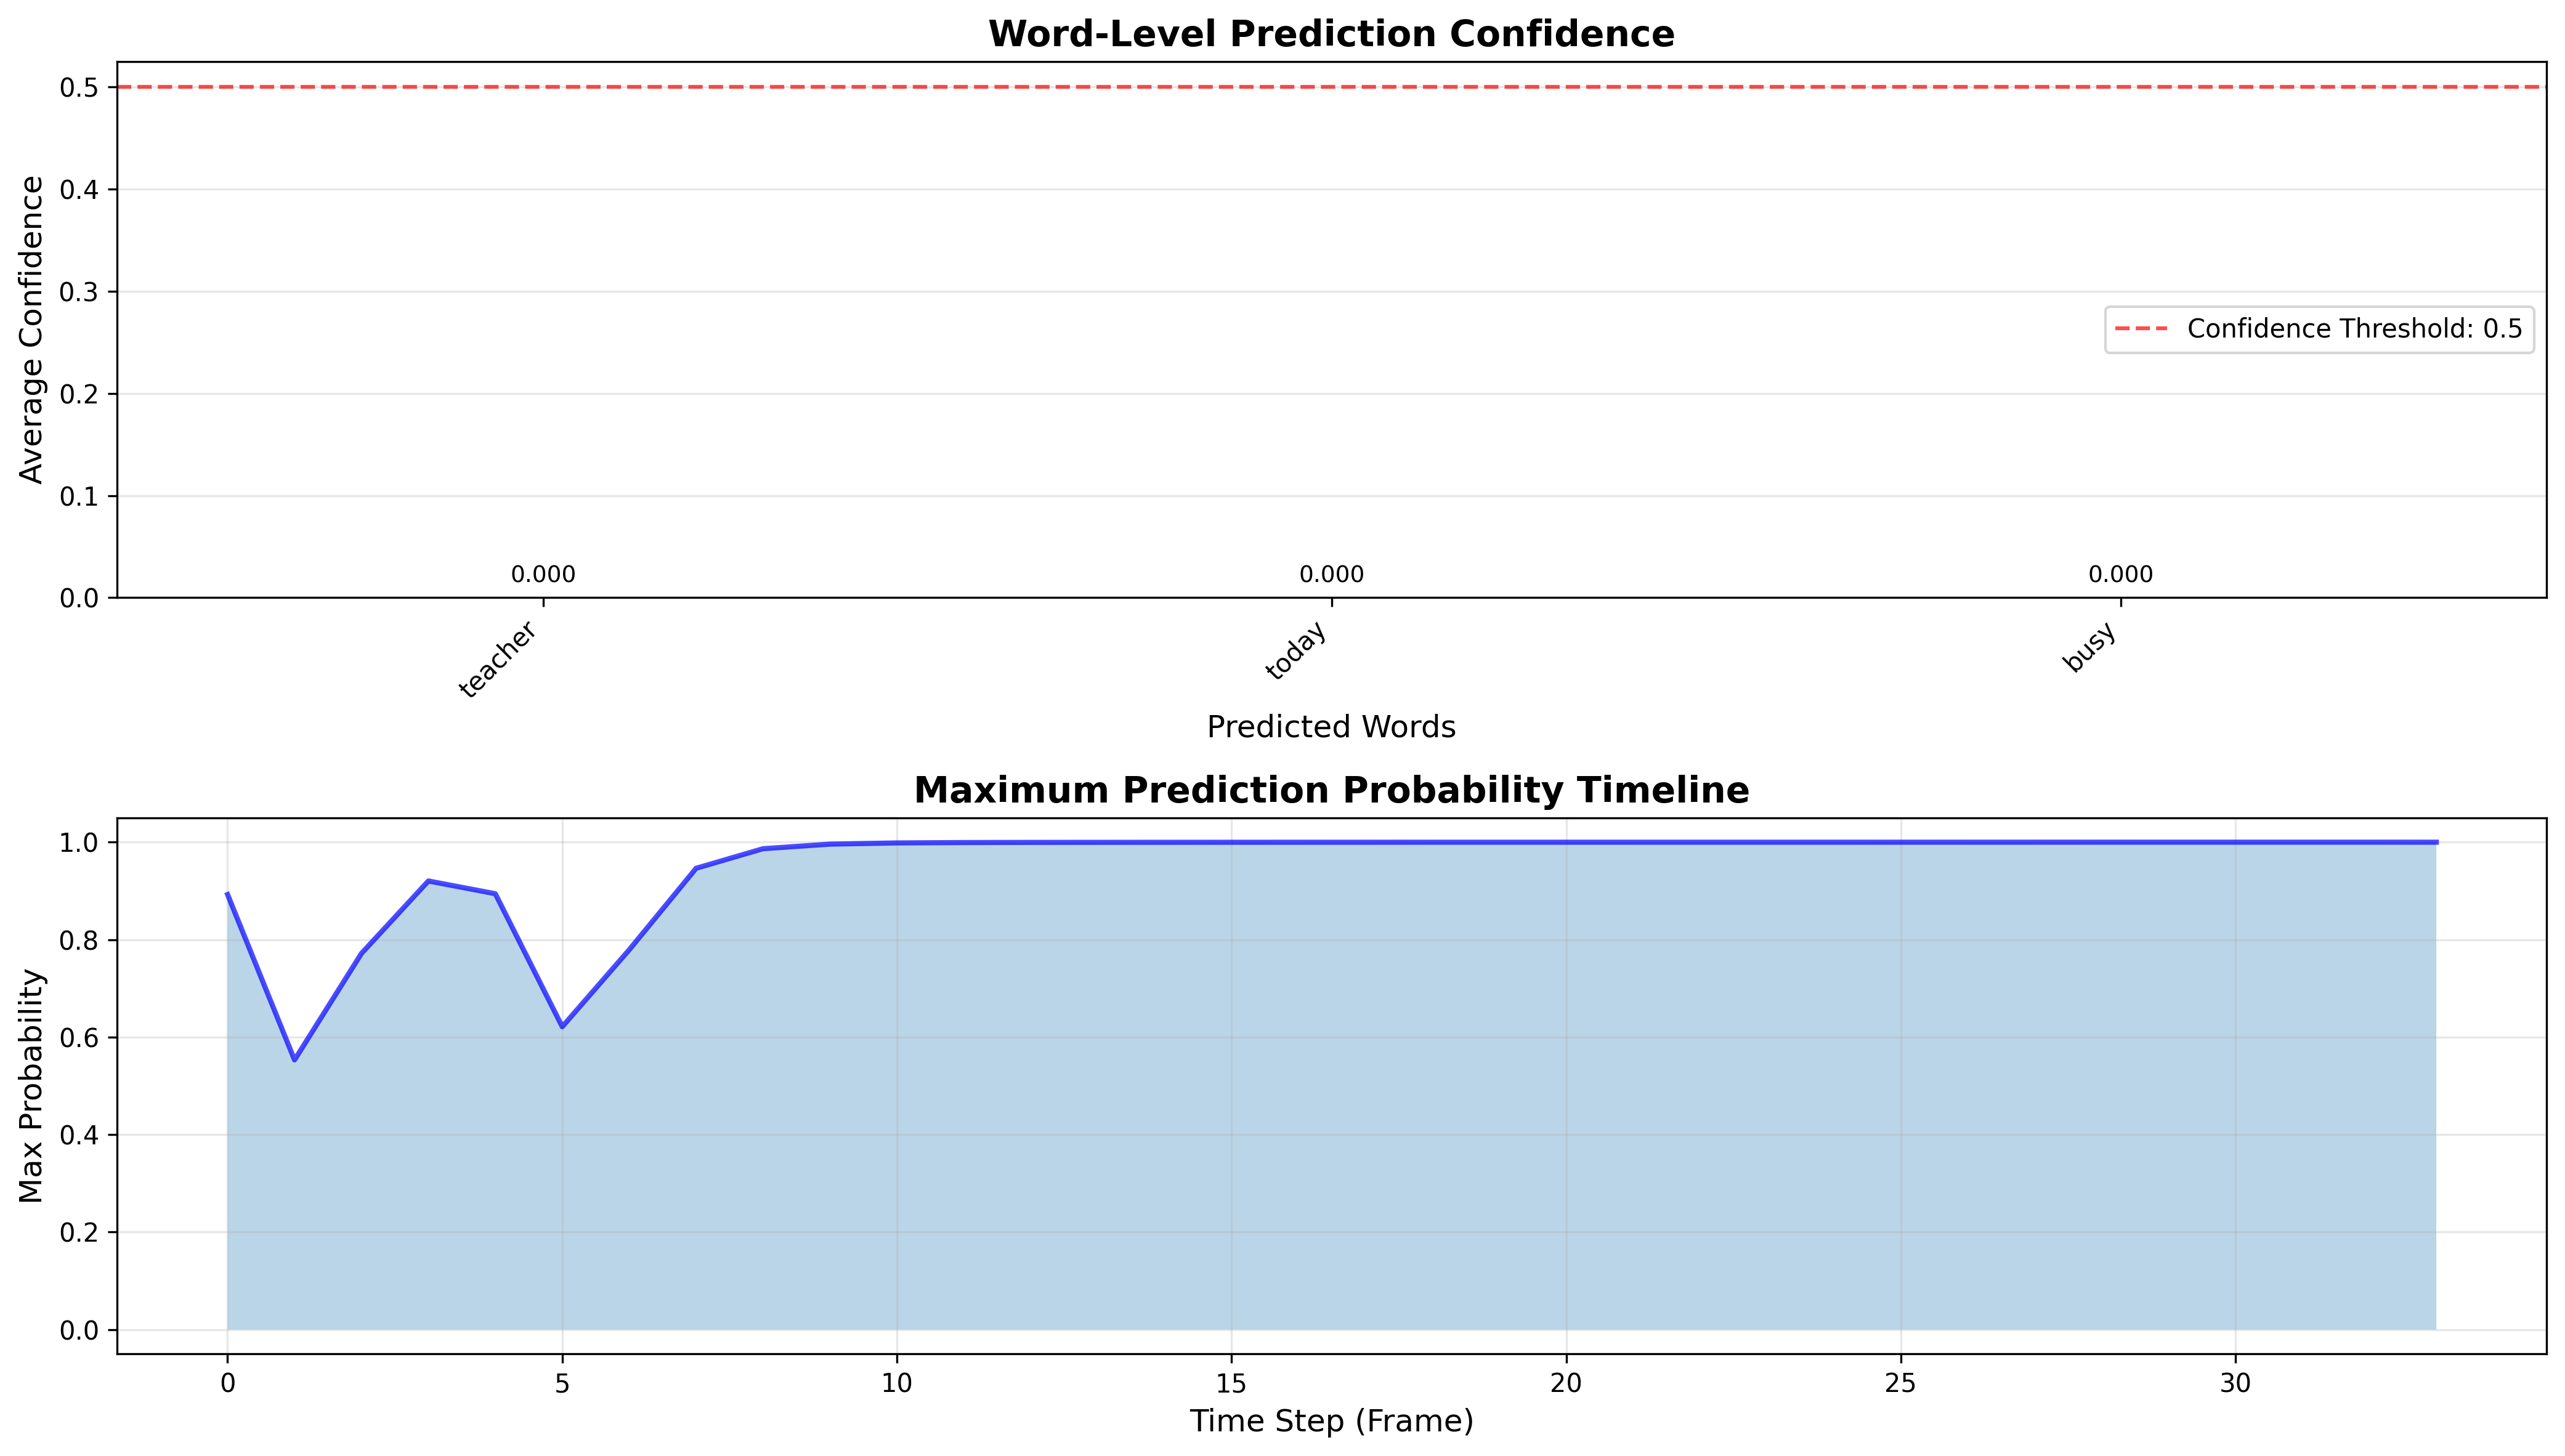 Word-Level Prediction Confidence
Average Confidence
0.5
0.4
0.3
0.2
0.1
0.0
Confidence Threshold: 0.5
0.000 0.000 0.000
teacher today busy
Predicted Words
Maximum Prediction Probability Timeline
Max Probability
1.0
0.8
0.6
0.4
0.2
0.0
0 5 10 15 20 25 30
Time Step (Frame)